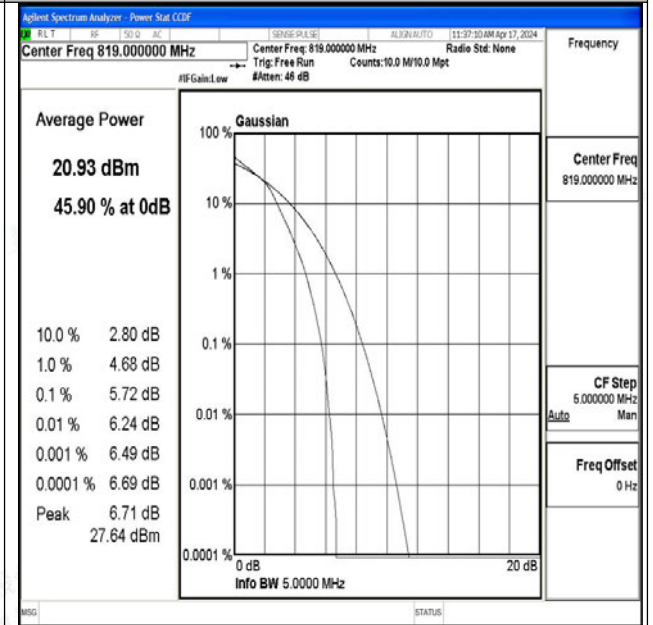 Agilent Spectrum Analyzer - Power Stat CCDF
RLT RF 50 Ω AC SENSE:PULSE ALIGN AUTO 11:37:10 AM Apr 17, 2024
Center Freq 819.000000 MHz
Center Freq: 819.000000 MHz Radio Std: None
Trig: Free Run Counts:10.0 M/10.0 Mpt
#IFGain:Low #Atten: 46 dB
Frequency
Average Power
20.93 dBm
45.90 % at 0dB
10.0 % 2.80 dB
1.0 % 4.68 dB
0.1 % 5.72 dB
0.01 % 6.24 dB
0.001 % 6.49 dB
0.0001 % 6.69 dB
Peak 6.71 dB
27.64 dBm
Gaussian
100 %
10 %
1 %
0.1 %
0.01 %
0.001 %
0.0001 %
0 dB 20 dB
Info BW 5.0000 MHz
Center Freq
819.000000 MHz
CF Step
5.000000 MHz
Auto Man
Freq Offset
0 Hz
MSG STATUS